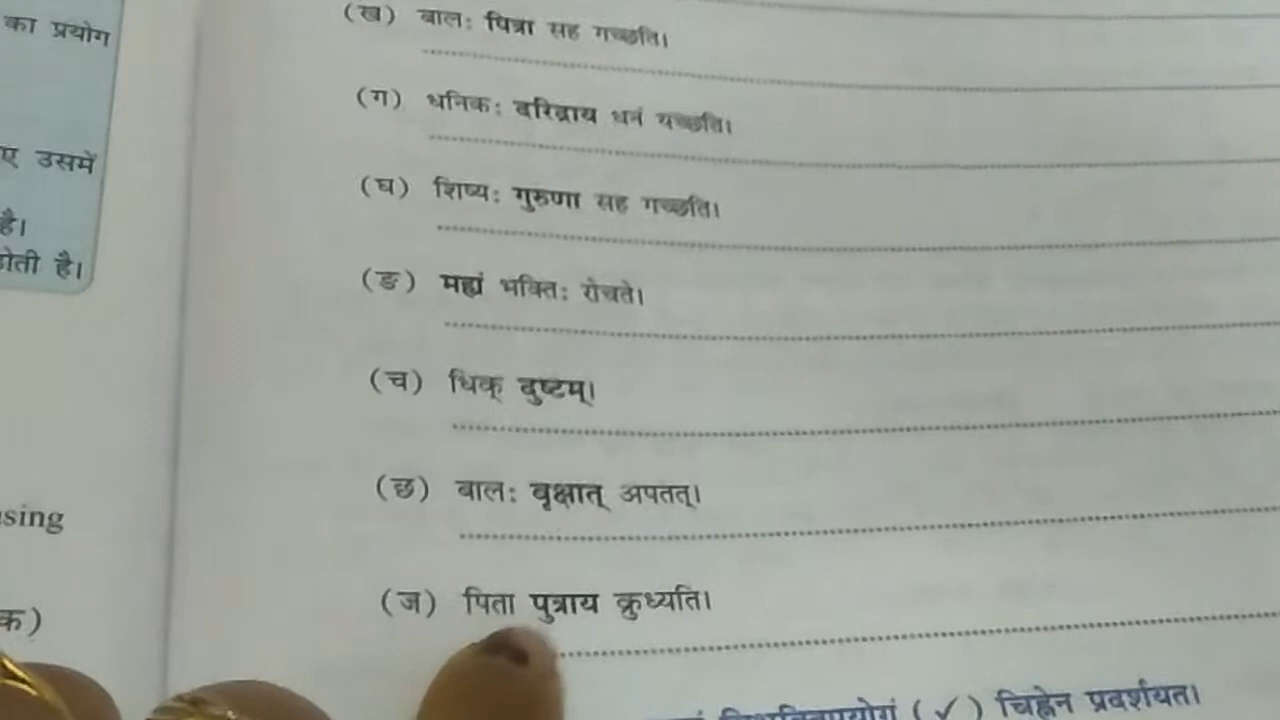 का प्रयोग
ए उसमें
है।
होती है।
sing
क)
(ख) बालः पित्रा सह गच्छति।
(ग) धनिकः दरिद्राय धनं यच्छति।
(घ) शिष्यः गुरुणा सह गच्छति।
(ङ) मह्यं भक्तिः रोचते।
(च) धिक् दुष्टम्।
(छ) बालः वृक्षात् अपतत्।
(ज) पिता पुत्राय क्रुध्यति।
(✓) चिह्नेन प्रदर्शयत।